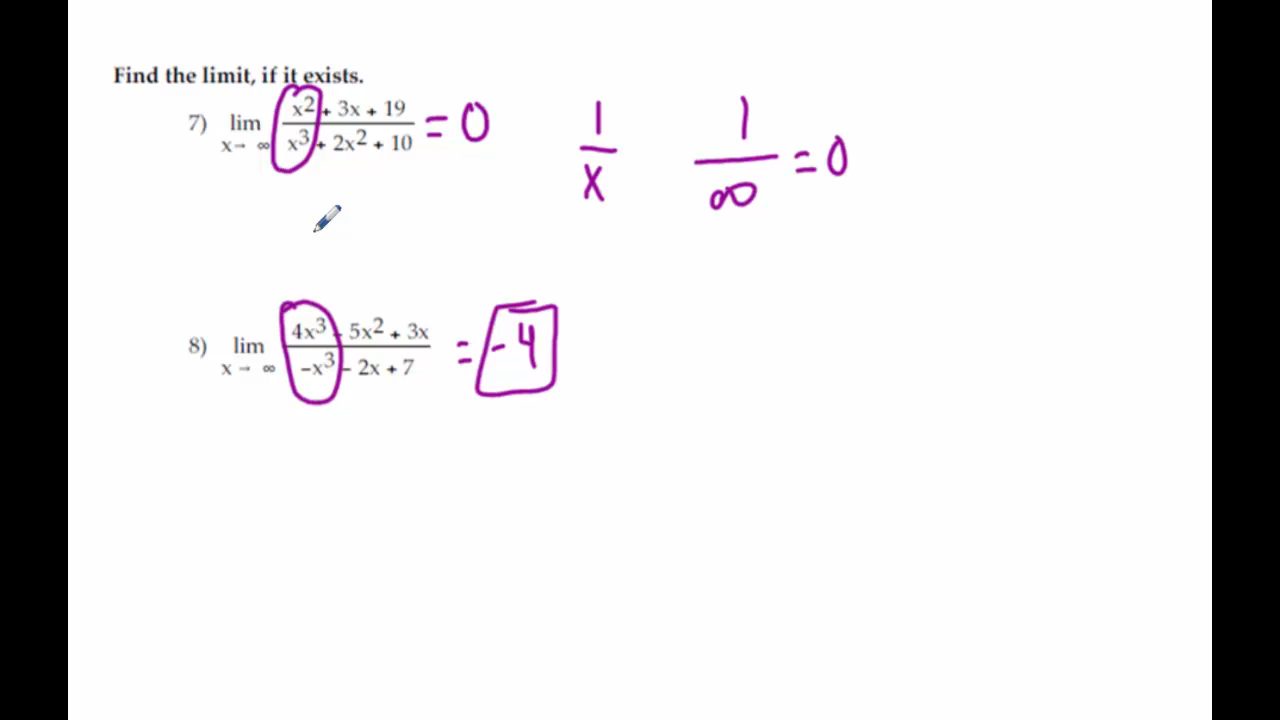 Find the limit, if it exists.
7) lim x→ ∞ x² + 3x + 19 / x³ + 2x² + 10 = 0
1/x
1/∞ = 0
8) lim x → ∞ 4x³ - 5x² + 3x / -x³ - 2x + 7 = -4